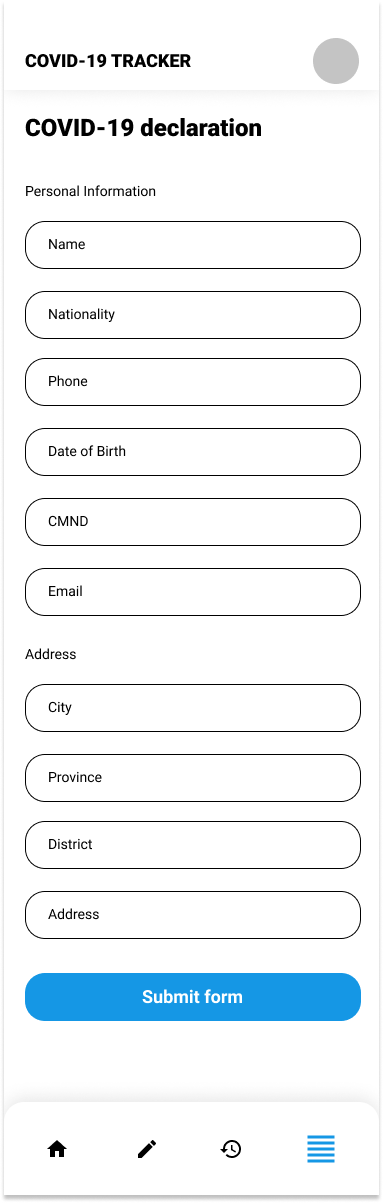 COVID-19 TRACKER
COVID-19 declaration
Personal Information
Name
Nationality
Phone
Date of Birth
CMND
Email
Address
City
Province
District
Address
Submit form